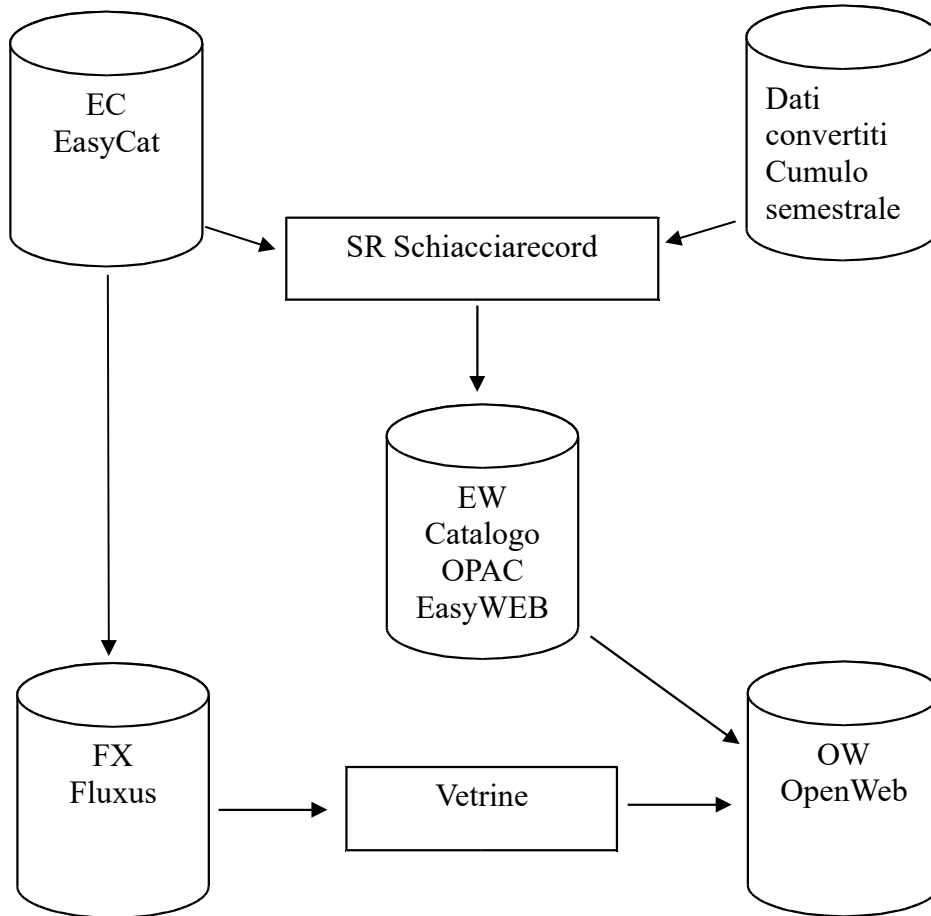 EC
EasyCat
Dati
convertiti
Cumulo
semestrale
SR Schiacciarecord
EW
Catalogo
OPAC
EasyWEB
FX
Fluxus
Vetrine
OW
OpenWeb